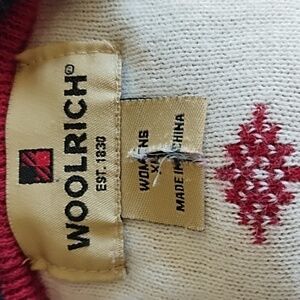 WOOLRICH®
EST. 1830
WOMENS
MADE IN CHINA